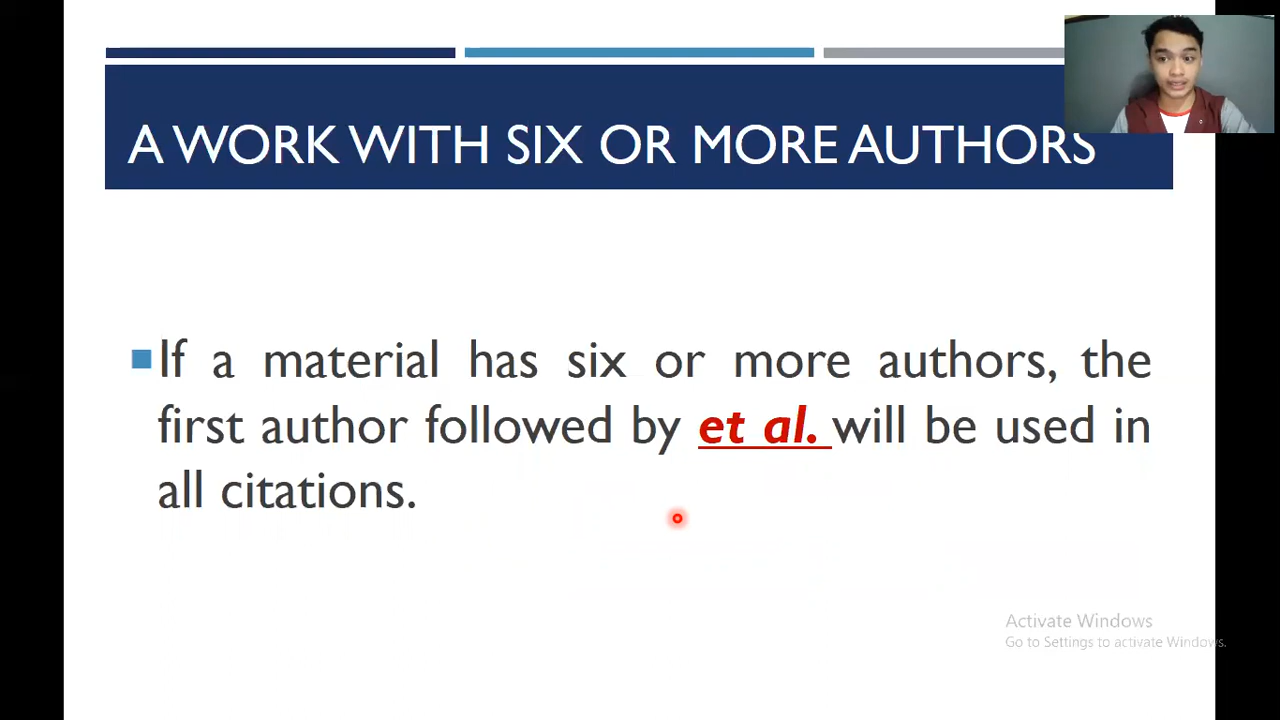 A WORK WITH SIX OR MORE AUTHORS
If a material has six or more authors, the
first author followed by et al. will be used in
all citations.
Activate Windows
Go to Settings to activate Windows.